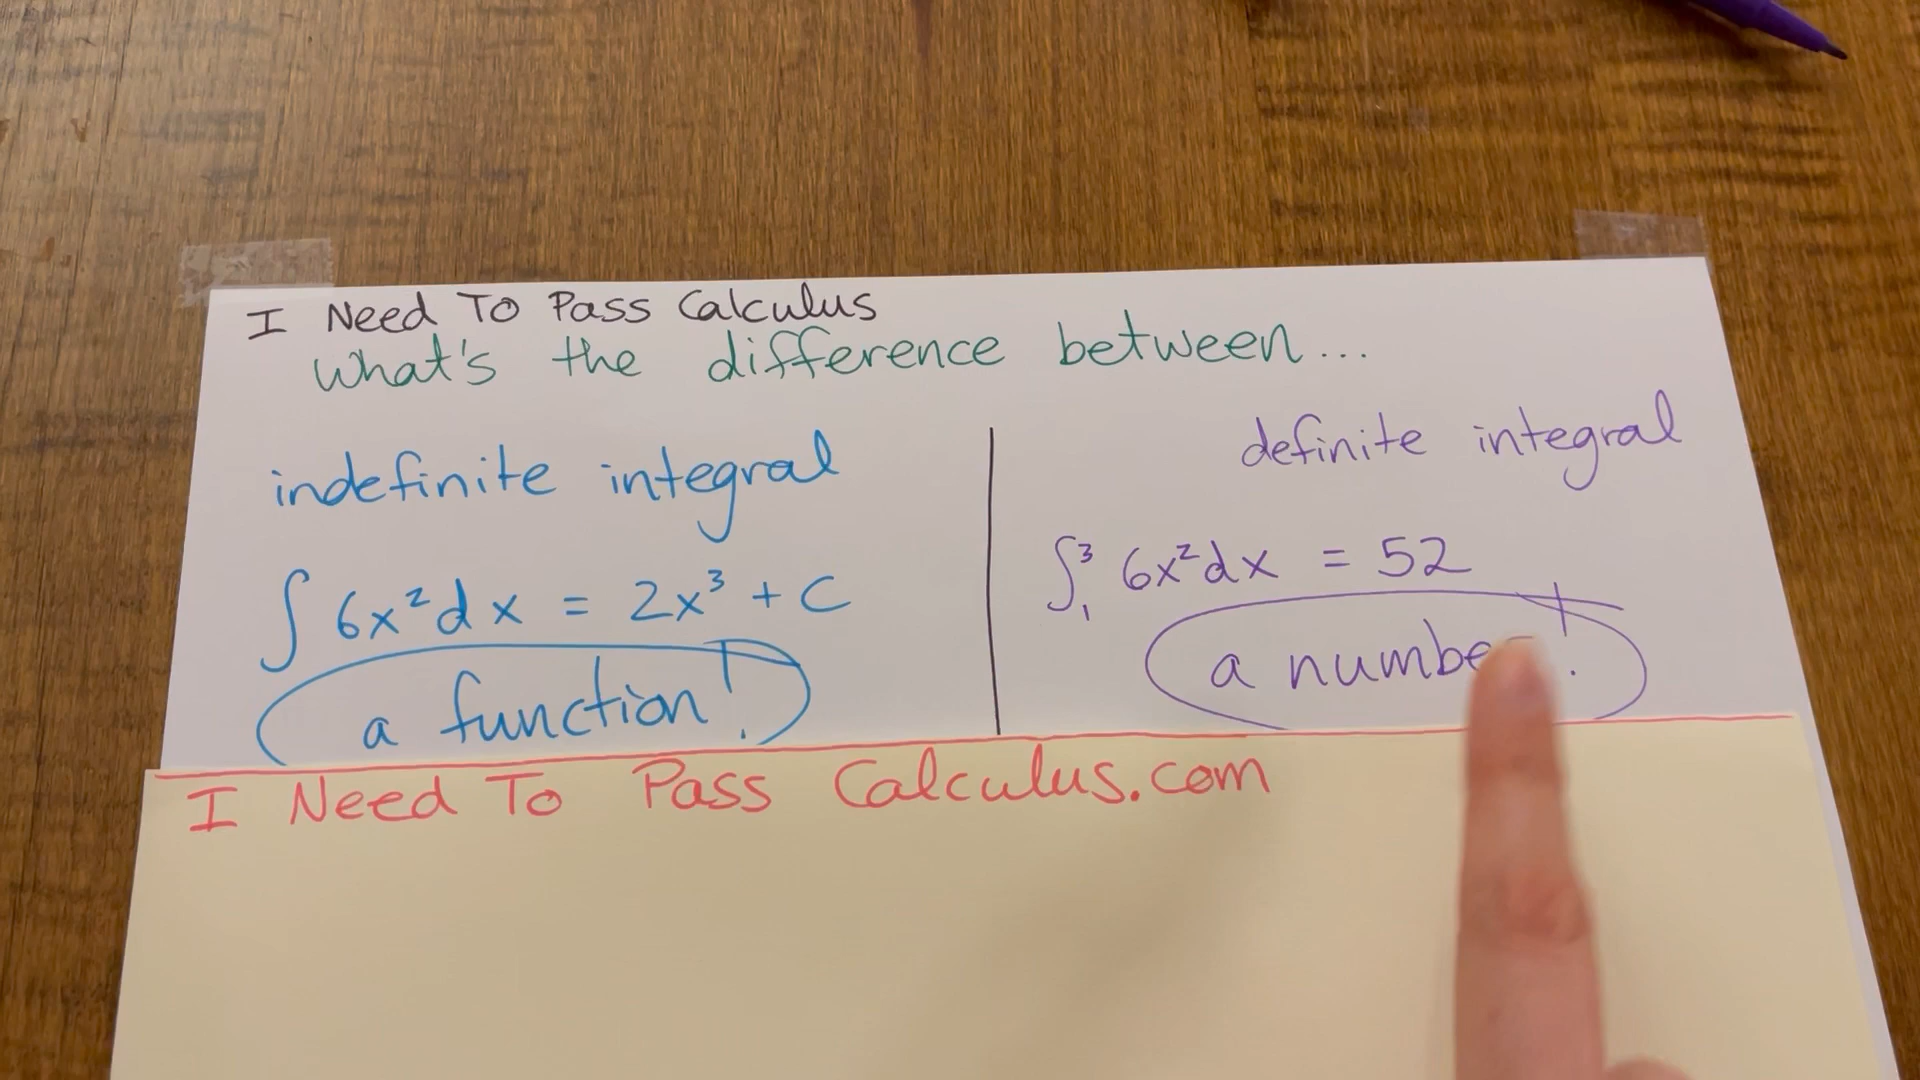 I Need To Pass Calculus
What's the difference between...
indefinite integral
∫ 6x²dx = 2x³ + C
a function!
definite integral
∫₁³ 6x²dx = 52
a number!
I Need To Pass Calculus.com